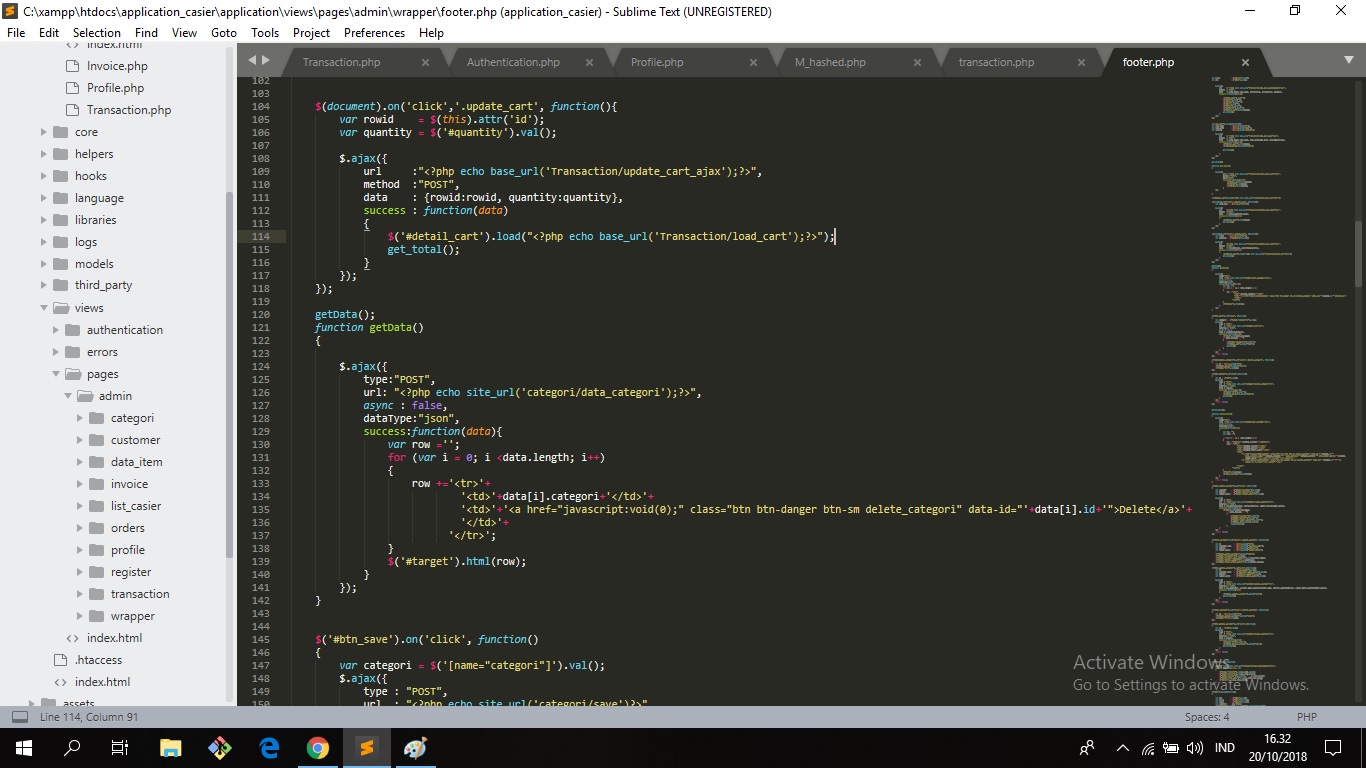 C:\xampp\htdocs\application_casier\application\views\pages\admin\wrapper\footer.php (application_casier) - Sublime Text (UNREGISTERED)
File Edit Selection Find View Goto Tools Project Preferences Help
index.html
Invoice.php
Profile.php
Transaction.php
core
helpers
hooks
language
libraries
logs
models
third_party
views
authentication
errors
pages
admin
categori
customer
data_item
invoice
list_casier
orders
profile
register
transaction
wrapper
index.html
.htaccess
index.html
assets
Transaction.php × Authentication.php × Profile.php × M_hashed.php × transaction.php × footer.php ×
102
103
104 $(document).on('click','.update_cart', function(){
105 var rowid = $(this).attr('id');
106 var quantity = $('#quantity').val();
107
108 $.ajax({
109 url :"<?php echo base_url('Transaction/update_cart_ajax');?>",
110 method :"POST",
111 data : {rowid:rowid, quantity:quantity},
112 success : function(data)
113 {
114 $('#detail_cart').load("<?php echo base_url('Transaction/load_cart');?>");
115 get_total();
116 }
117 });
118 });
119
120 getData();
121 function getData()
122 {
123
124 $.ajax({
125 type:"POST",
126 url: "<?php echo site_url('categori/data_categori');?>",
127 async : false,
128 dataType:"json",
129 success:function(data){
130 var row ='';
131 for (var i = 0; i <data.length; i++)
132 {
133 row +='<tr>'+
134 '<td>'+data[i].categori+'</td>'+
135 '<td>'+'<a href="javascript:void(0);" class="btn btn-danger btn-sm delete_categori" data-id="'+data[i].id+'">Delete</a>'+
136 '</td>'+
137 '</tr>';
138 }
139 $('#target').html(row);
140 }
141 });
142 }
143
144
145 $('#btn_save').on('click', function()
146 {
147 var categori = $('[name="categori"]').val();
148 $.ajax({
149 type : "POST",
150 url : "<?php echo site_url('categori/save')?>"
Activate Windows
Go to Settings to activate Windows.
Line 114, Column 91
Spaces: 4
PHP
IND
16.32
20/10/2018